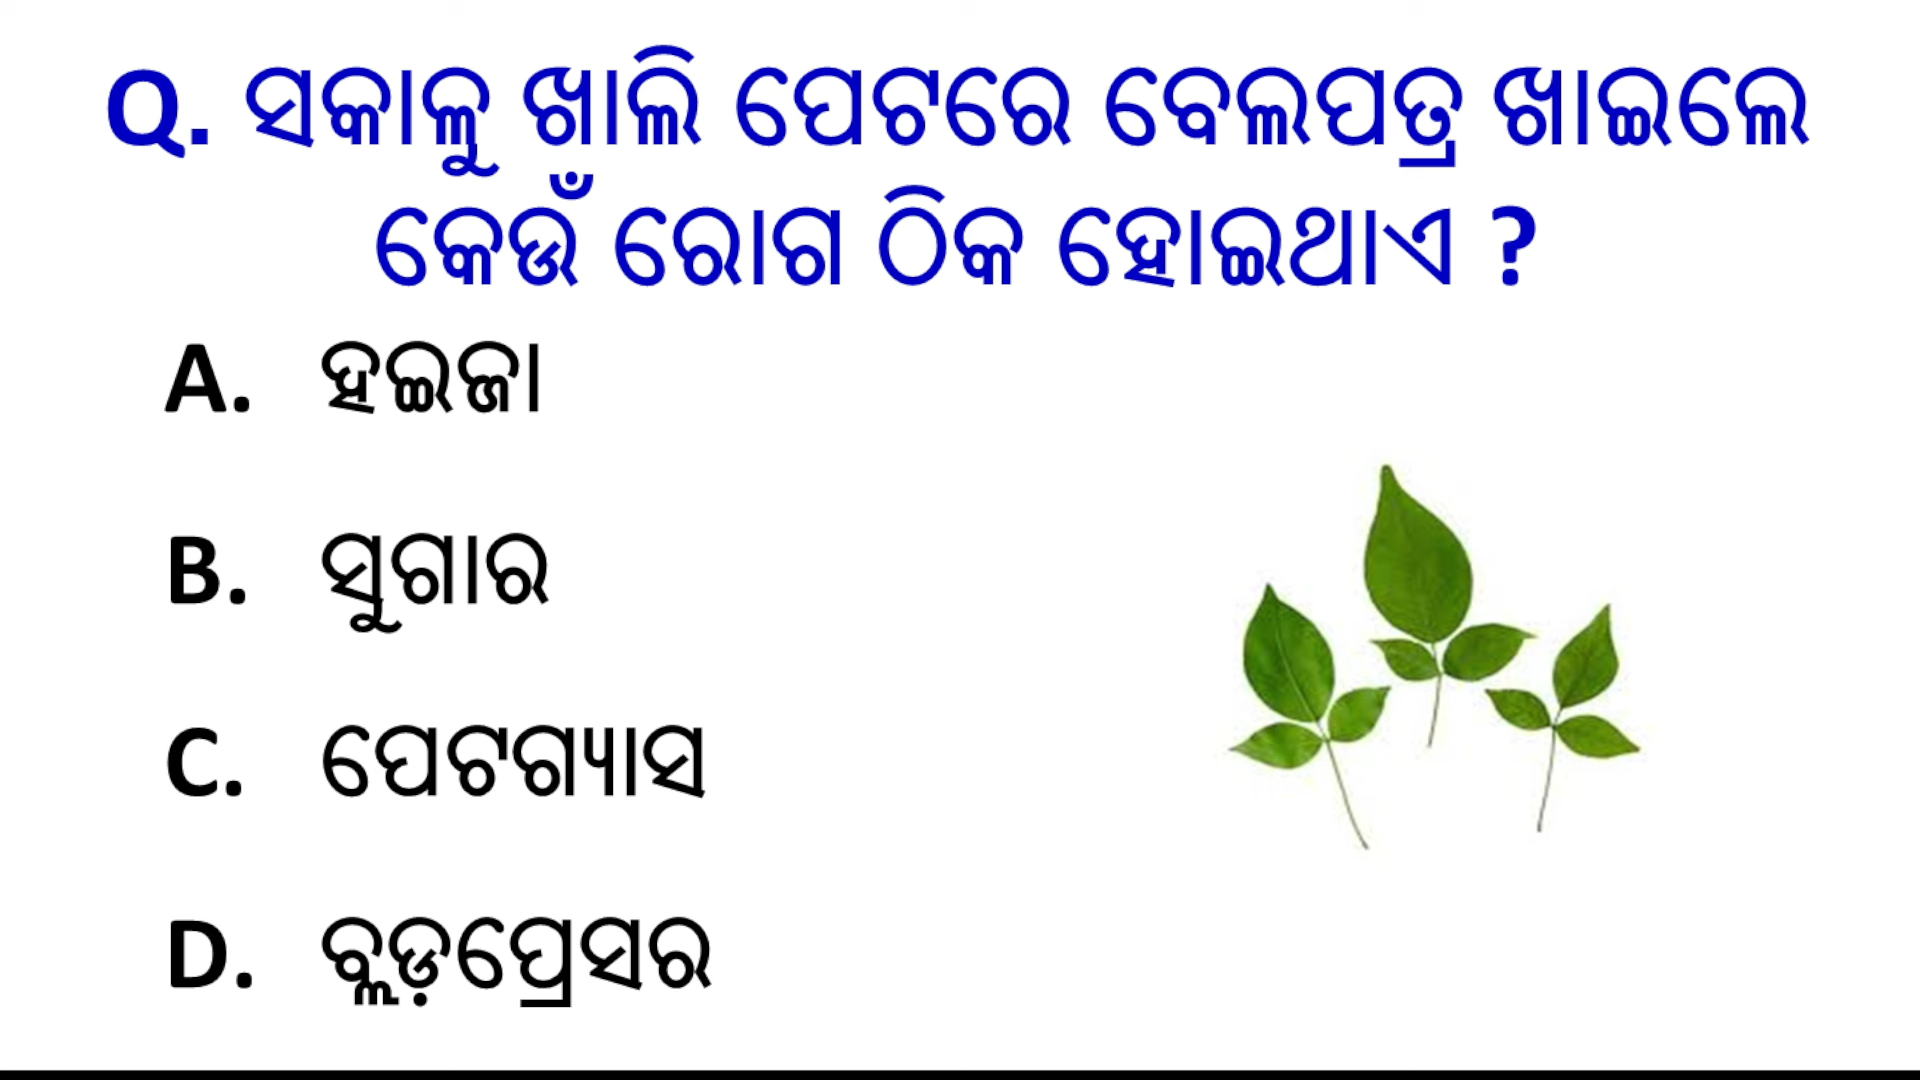 Q. ସକାଳୁ ଖାଲି ପେଟରେ ବେଲପତ୍ର ଖାଇଲେ
କେଉଁ ରୋଗ ଠିକ ହୋଇଥାଏ ?
A. ହଇଜା
B. ସୁଗାର
C. ପେଟଗ୍ୟାସ
D. ବ୍ଲଡ଼ପ୍ରେସର